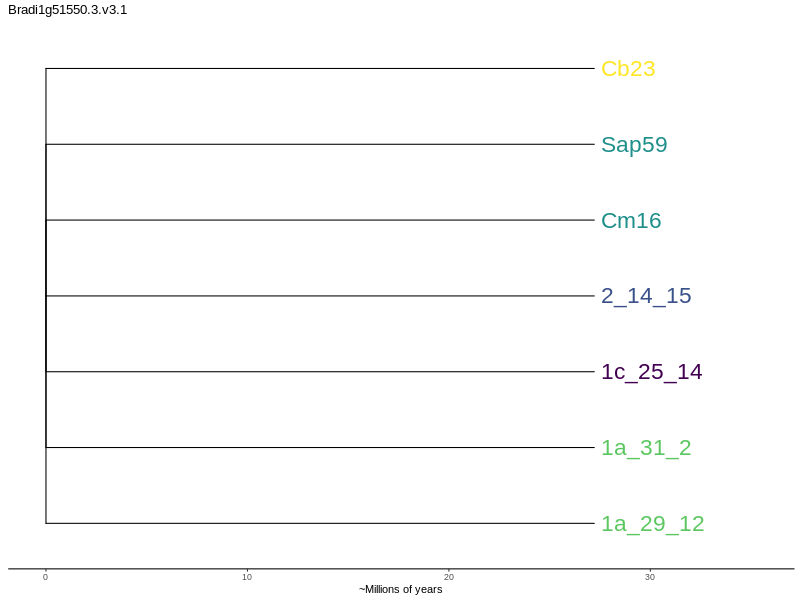 Bradi1g51550.3.v3.1
Cb23
Sap59
Cm16
2_14_15
1c_25_14
1a_31_2
1a_29_12
0 10 20 30
~Millions of years